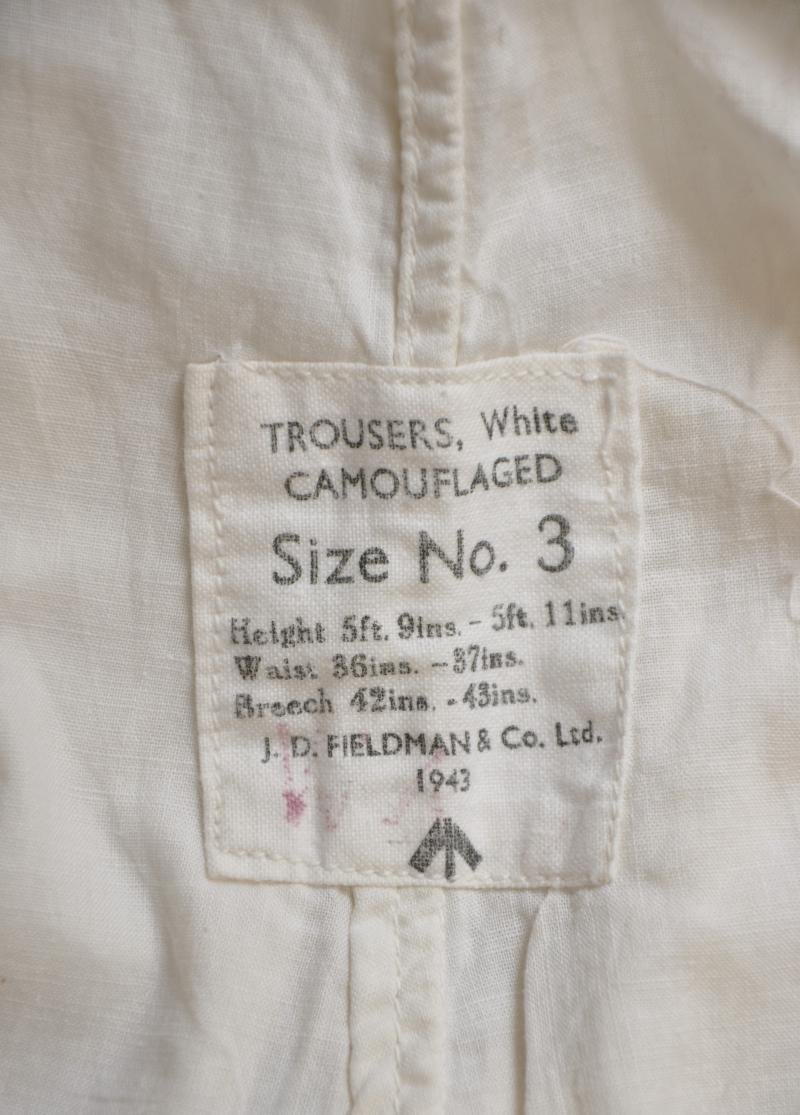 TROUSERS, White
CAMOUFLAGED
Size No. 3
Height 5ft. 9ins. - 5ft. 11ins
Waist 36ins. - 37ins.
Breech 42ins. - 43ins.
J. D. FIELDMAN & Co. Ltd.
1943